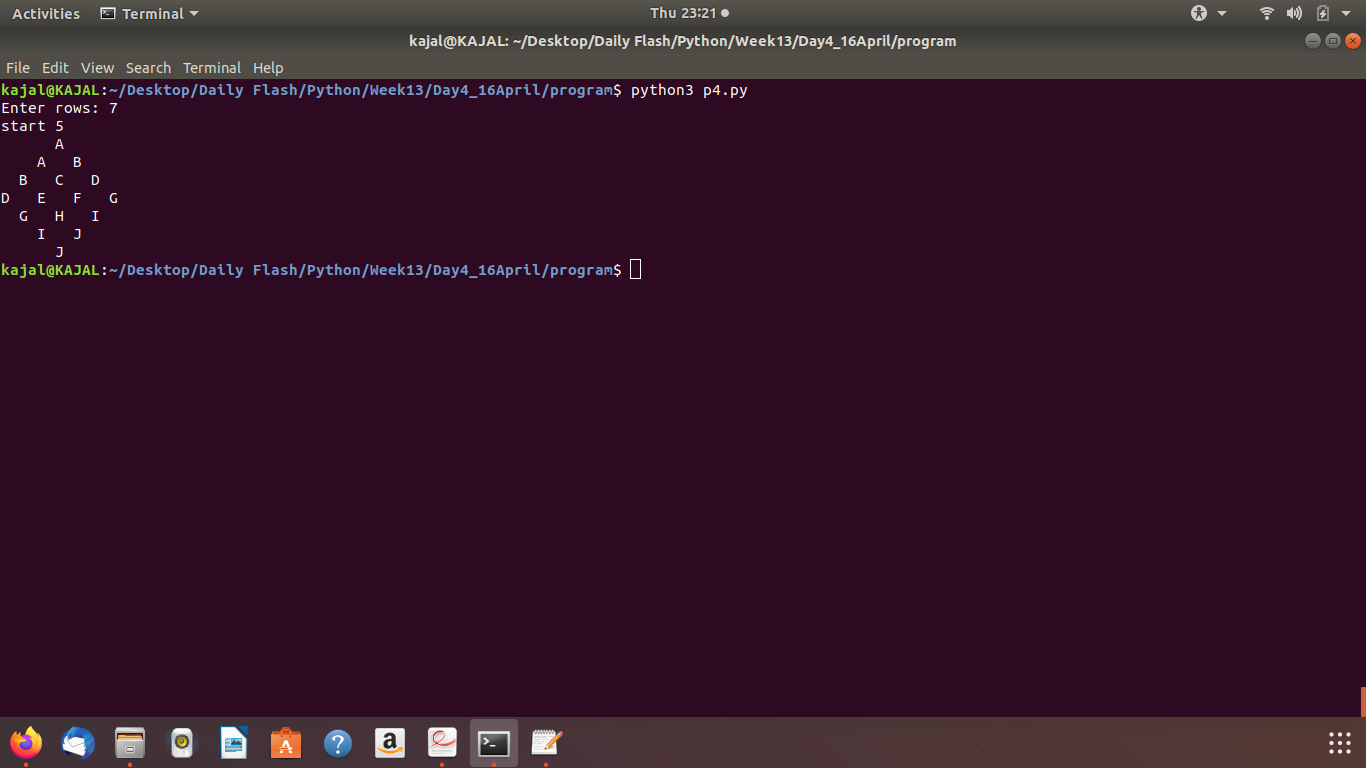 Activities Terminal Thu 23:21
kajal@KAJAL: ~/Desktop/Daily Flash/Python/Week13/Day4_16April/program
File Edit View Search Terminal Help
kajal@KAJAL:~/Desktop/Daily Flash/Python/Week13/Day4_16April/program$ python3 p4.py
Enter rows: 7
start 5
      A
    A   B
  B   C   D
D   E   F   G
  G   H   I
    I   J
      J
kajal@KAJAL:~/Desktop/Daily Flash/Python/Week13/Day4_16April/program$